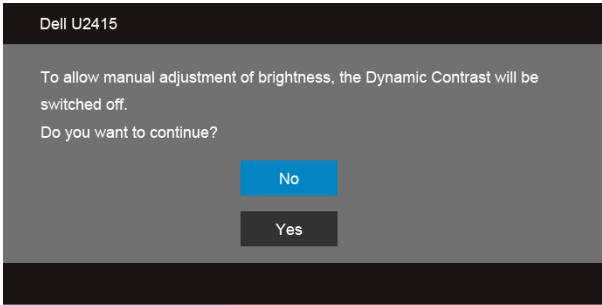 Dell U2415
To allow manual adjustment of brightness, the Dynamic Contrast will be
switched off.
Do you want to continue?
No
Yes